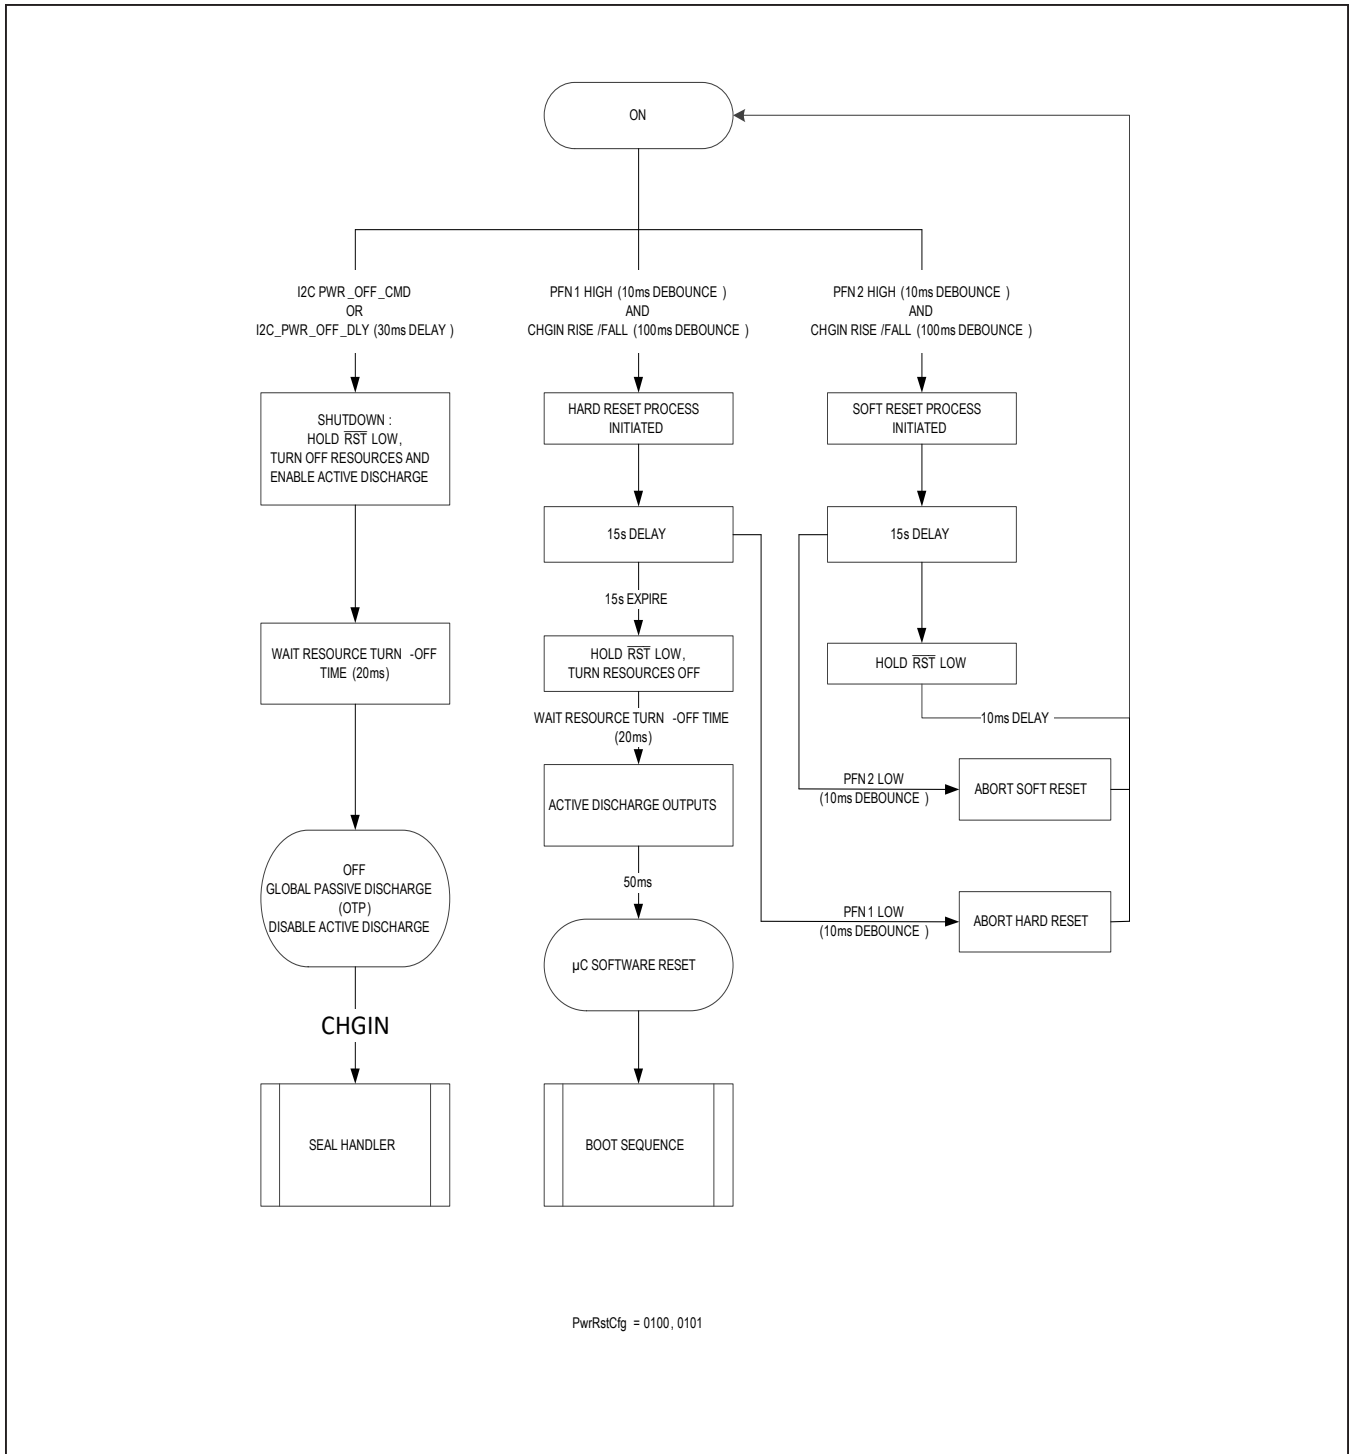 ON
I2C PWR_OFF_CMD
OR
I2C_PWR_OFF_DLY (30ms DELAY )
PFN1 HIGH (10ms DEBOUNCE )
AND
CHGIN RISE /FALL (100ms DEBOUNCE )
PFN2 HIGH (10ms DEBOUNCE )
AND
CHGIN RISE /FALL (100ms DEBOUNCE )
SHUTDOWN :
HOLD R̅S̅T̅ LOW,
TURN OFF RESOURCES AND
ENABLE ACTIVE DISCHARGE
HARD RESET PROCESS
INITIATED
SOFT RESET PROCESS
INITIATED
15s DELAY
15s DELAY
15s EXPIRE
WAIT RESOURCE TURN -OFF
TIME (20ms)
HOLD R̅S̅T̅ LOW,
TURN RESOURCES OFF
HOLD R̅S̅T̅ LOW
WAIT RESOURCE TURN -OFF TIME
(20ms)
10ms DELAY
ACTIVE DISCHARGE OUTPUTS
PFN2 LOW
(10ms DEBOUNCE )
ABORT SOFT RESET
OFF
GLOBAL PASSIVE DISCHARGE
(OTP)
DISABLE ACTIVE DISCHARGE
50ms
PFN1 LOW
(10ms DEBOUNCE )
ABORT HARD RESET
µC SOFTWARE RESET
CHGIN
SEAL HANDLER
BOOT SEQUENCE
PwrRstCfg = 0100, 0101